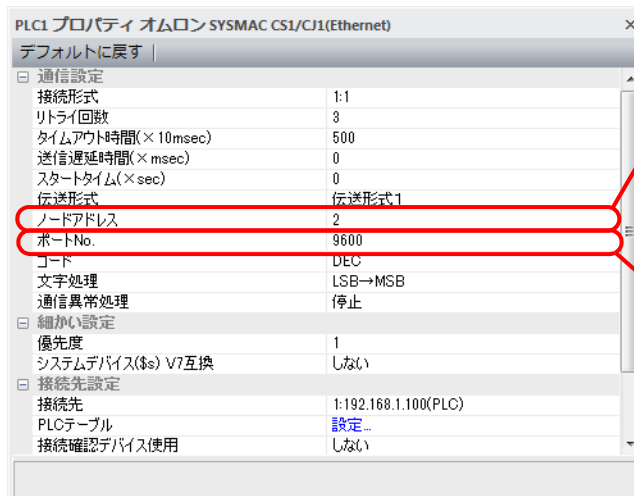 PLC1 プロパティ オムロン SYSMAC CS1/CJ1(Ethernet) ×
デフォルトに戻す
通信設定
接続形式 1:1
リトライ回数 3
タイムアウト時間(×10msec) 500
送信遅延時間(×msec) 0
スタートタイム(×sec) 0
伝送形式 伝送形式1
ノードアドレス 2
ポートNo. 9600
コード DEC
文字処理 LSB→MSB
通信異常処理 停止
細かい設定
優先度 1
システムデバイス($s) V7互換 しない
接続先設定
接続先 1:192.168.1.100(PLC)
PLCテーブル 設定...
接続確認デバイス使用 しない